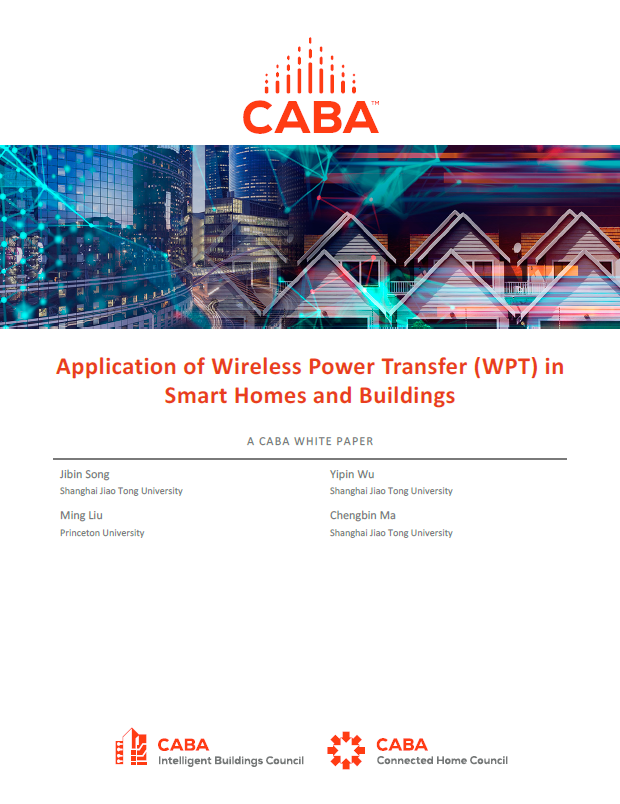 CABA™
Application of Wireless Power Transfer (WPT) in
Smart Homes and Buildings
A CABA WHITE PAPER
Jibin Song
Shanghai Jiao Tong University
Yipin Wu
Shanghai Jiao Tong University
Ming Liu
Princeton University
Chengbin Ma
Shanghai Jiao Tong University
CABA
Intelligent Buildings Council
CABA
Connected Home Council